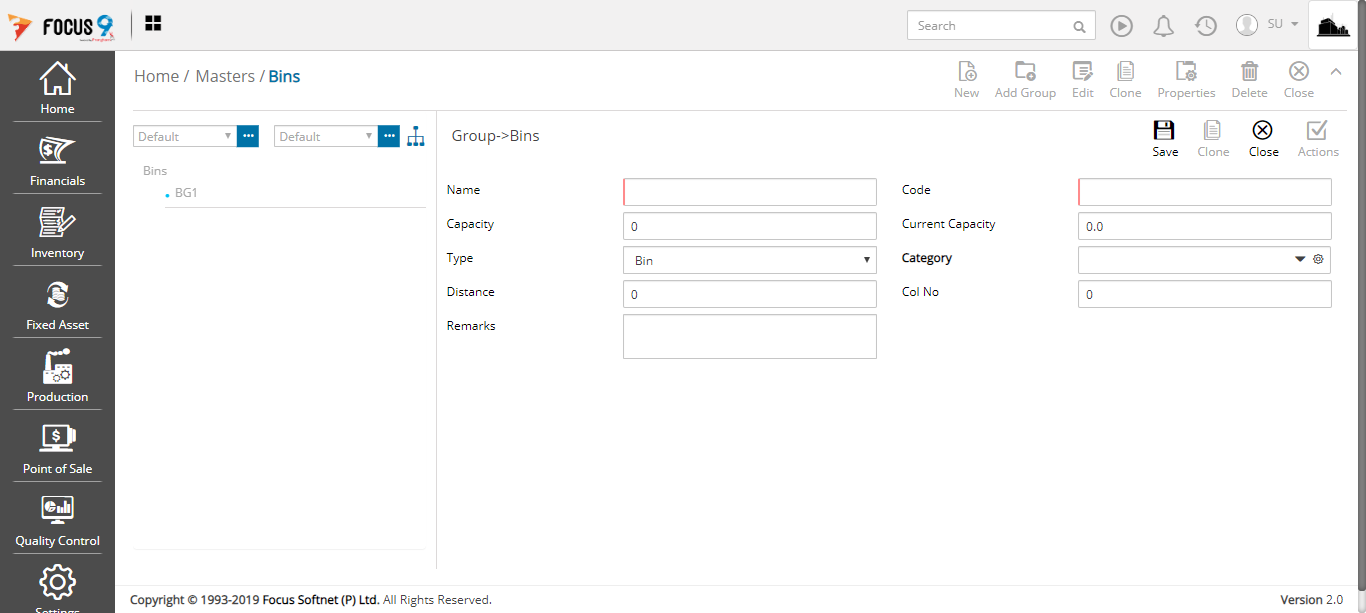 FOCUS 9
Search
SU
Home / Masters / Bins
New
Add Group
Edit
Clone
Properties
Delete
Close
Home
Financials
Inventory
Fixed Asset
Production
Point of Sale
Quality Control
Settings
Default
Default
Bins
BG1
Group->Bins
Save
Clone
Close
Actions
Name
Code
Capacity
0
Current Capacity
0.0
Type
Bin
Category
Distance
0
Col No
0
Remarks
Copyright © 1993-2019 Focus Softnet (P) Ltd. All Rights Reserved.
Version 2.0